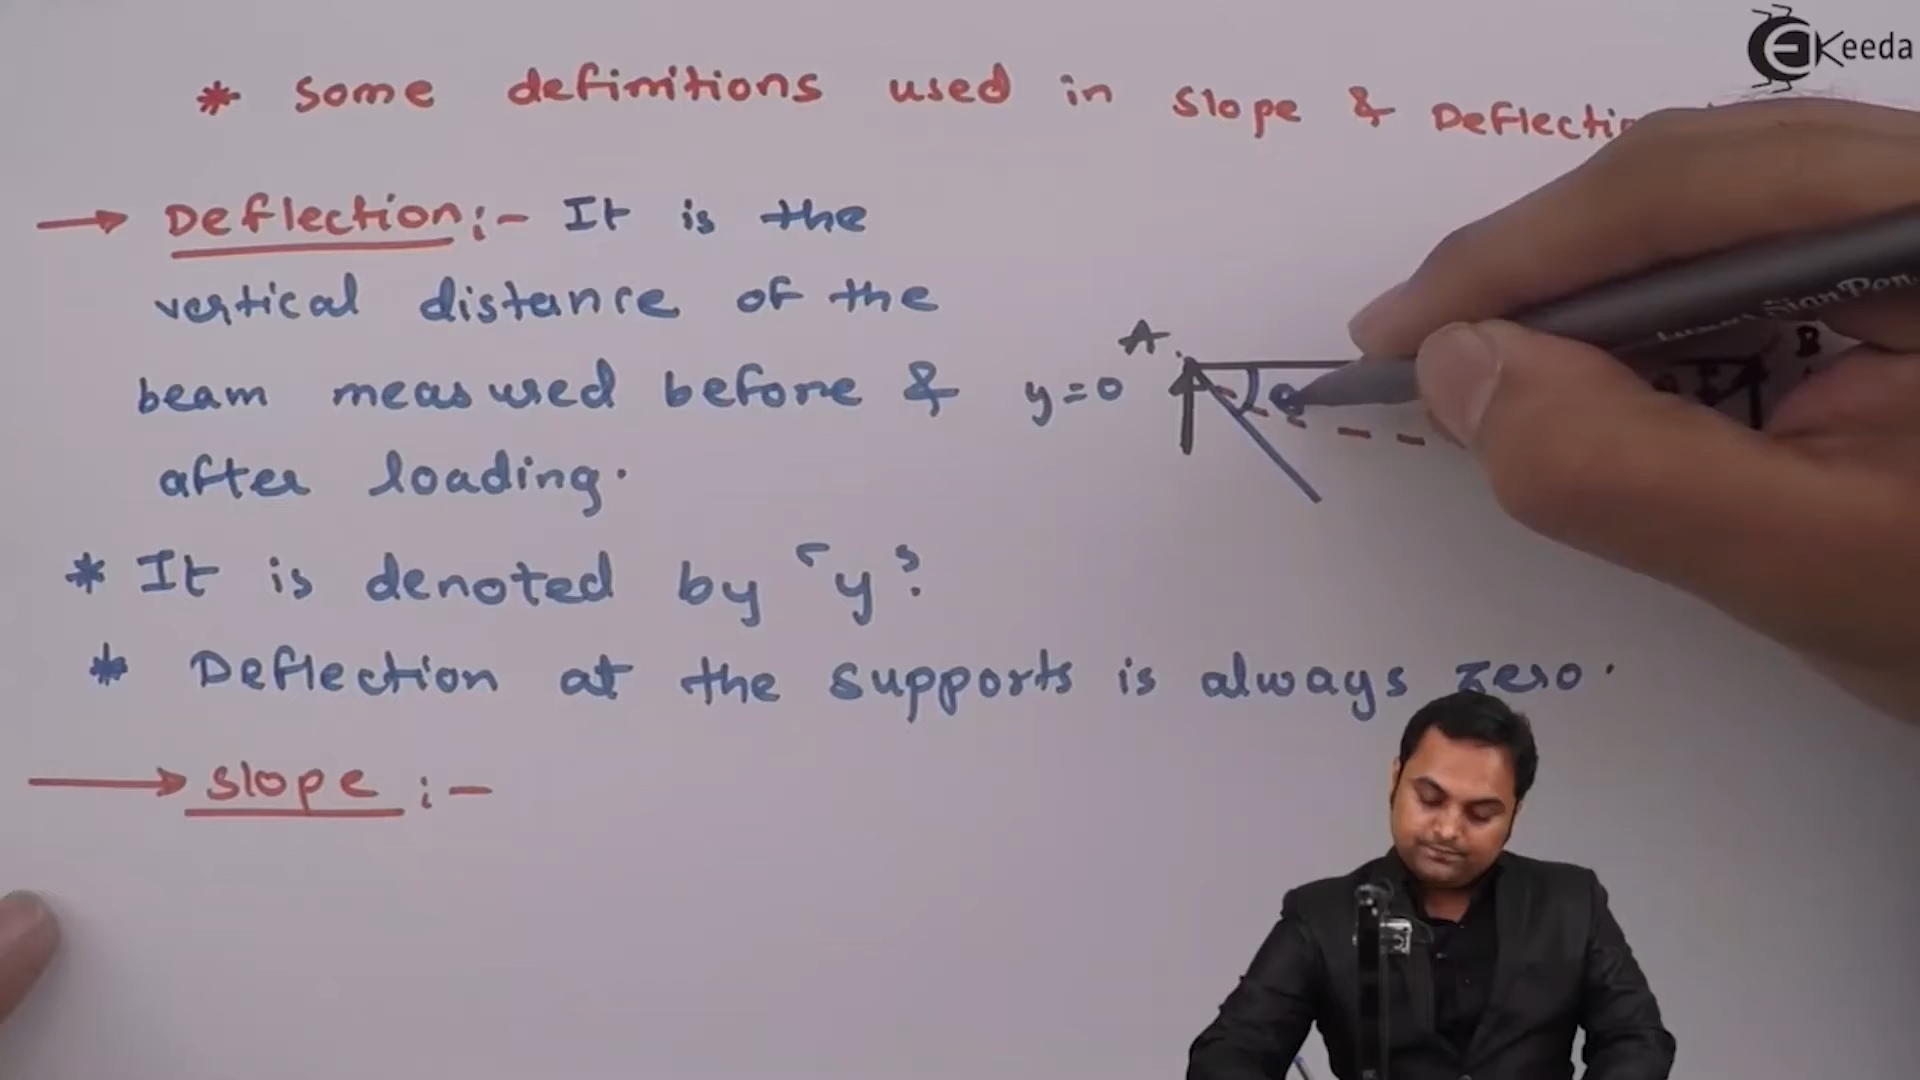 EKeeda
* Some definitions used in Slope &
→ Deflection :- It is the
vertical distance of the
beam measured before &
after loading.
* It is denoted by 'y'.
* Deflection at the supports is always zero.
→ Slope :-
A
y=0
θ
B